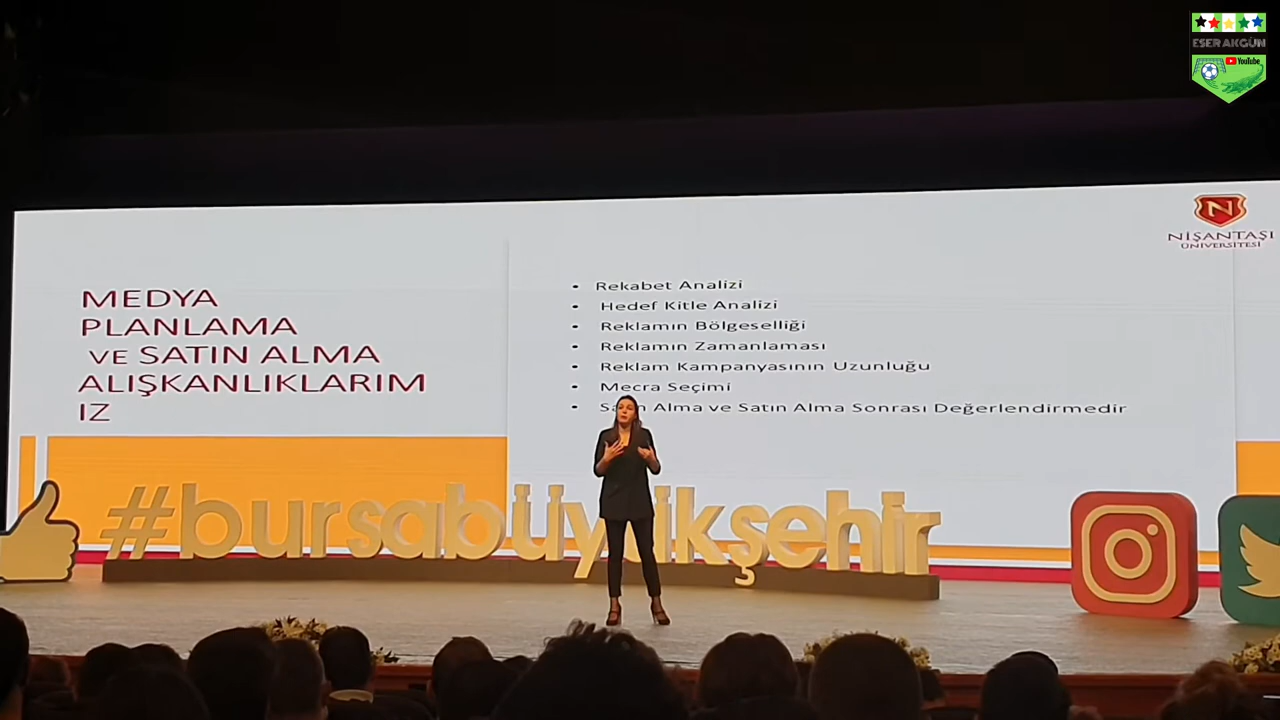 ESER AKGÜN
YouTube
N
NİŞANTAŞI
ÜNİVERSİTESİ
MEDYA
PLANLAMA
VE SATIN ALMA
ALIŞKANLIKLARIM
IZ
• Rekabet Analizi
• Hedef Kitle Analizi
• Reklamın Bölgeselliği
• Reklamın Zamanlaması
• Reklam Kampanyasının Uzunluğu
• Mecra Seçimi
• Satın Alma ve Satın Alma Sonrası Değerlendirmedir
#bursabüyükşehir